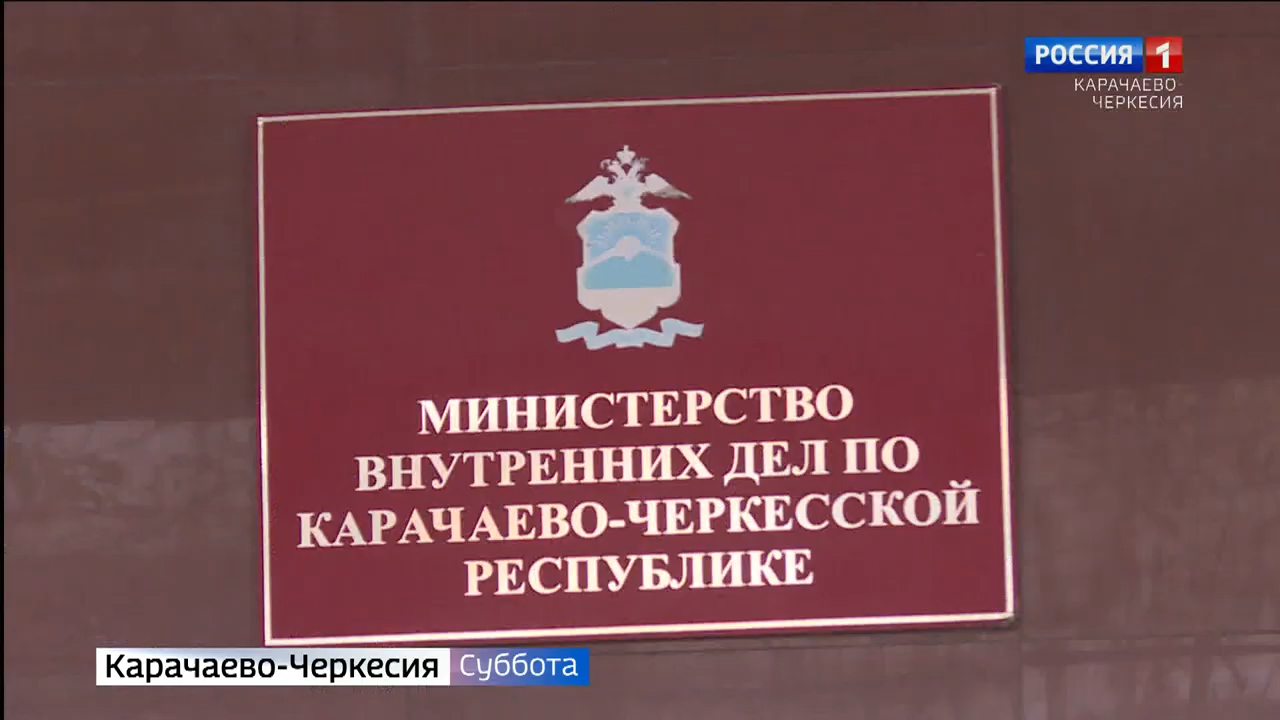 РОССИЯ 1
КАРАЧАЕВО-
ЧЕРКЕСИЯ
МИНИСТЕРСТВО
ВНУТРЕННИХ ДЕЛ ПО
КАРАЧАЕВО-ЧЕРКЕССКОЙ
РЕСПУБЛИКЕ
Карачаево-Черкесия Суббота